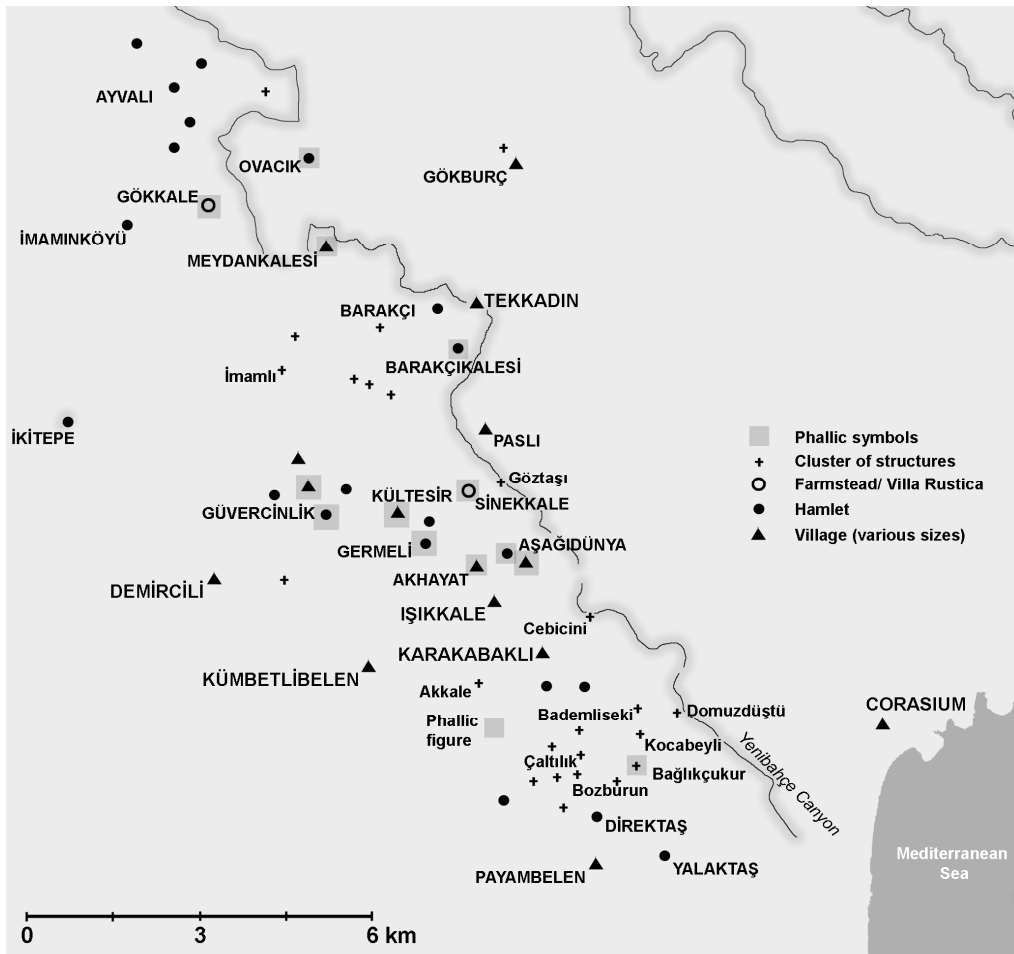 AYVALI
OVACIK
GÖKBURÇ
GÖKKALE
İMAMINKÖYÜ
MEYDANKALESİ
TEKKADIN
BARAKÇI
BARAKÇIKALESİ
İmamlı
İKİTEPE
PASLI
Phallic symbols
Cluster of structures
Farmstead/ Villa Rustica
Hamlet
Village (various sizes)
Göztaşı
KÜLTESİR
SİNEKKALE
GÜVERCİNLİK
GERMELİ
AŞAĞIDÜNYA
AKHAYAT
DEMİRCİLİ
IŞIKKALE
Cebicini
KARAKABAKLI
KÜMBETLİBELEN
Akkale
CORASIUM
Bademliseki
Domuzdüştü
Phallic
figure
Kocabeyli
Yenibahçe Canyon
Çaltılık
Bağlıkçukur
Bozburun
DİREKTAŞ
YALAKTAŞ
PAYAMBELEN
Mediterranean
Sea
0 3 6 km